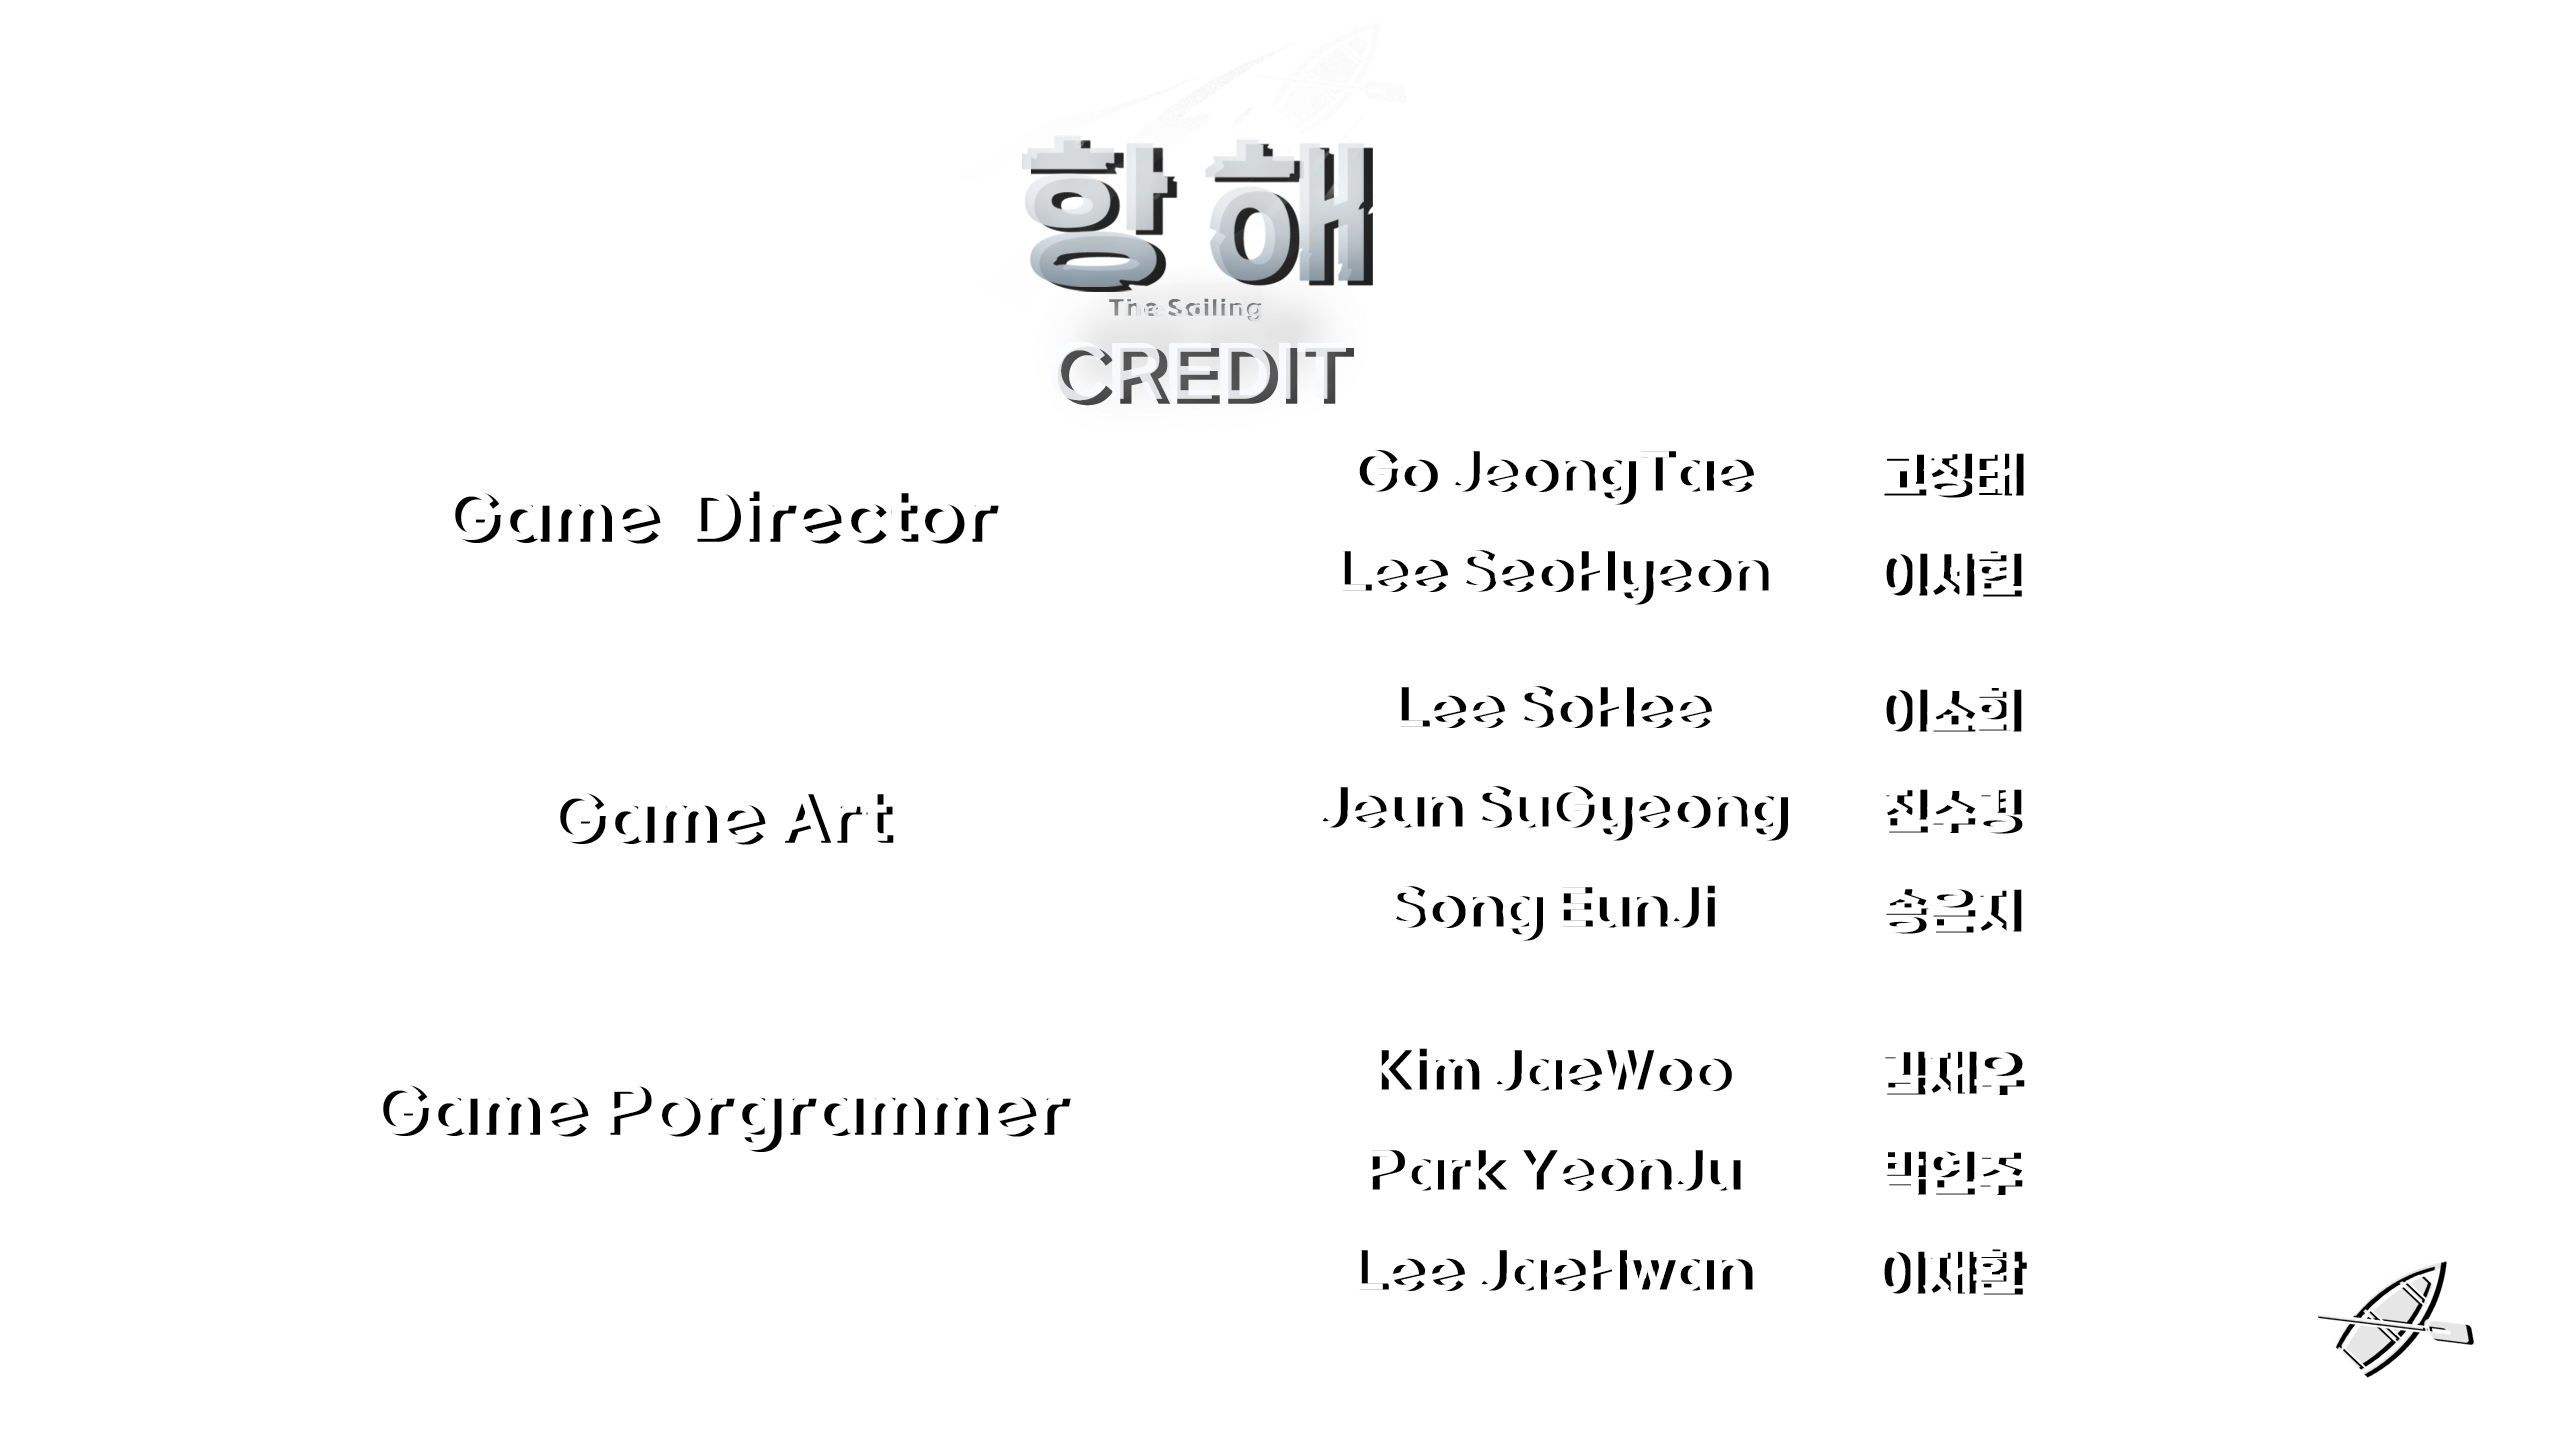 항해
The Sailing
CREDIT
Game Director
Go JeongTae 고정태
Lee SeoHyeon 이서현
Game Art
Lee SoHee 이소희
Jeun SuGyeong 전수경
Song EunJi 송은지
Game Porgrammer
Kim JaeWoo 김재우
Park YeonJu 박연주
Lee JaeHwan 이재환